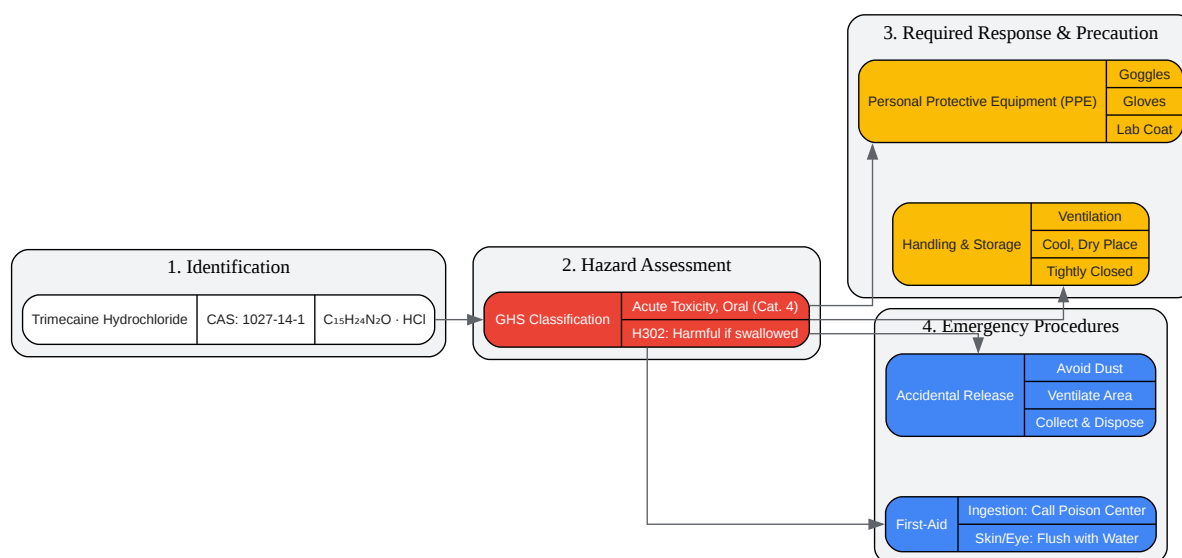 1. Identification
Trimecaine Hydrochloride
CAS: 1027-14-1
C₁₅H₂₄N₂O · HCl
2. Hazard Assessment
GHS Classification
Acute Toxicity, Oral (Cat. 4)
H302: Harmful if swallowed
3. Required Response & Precaution
Personal Protective Equipment (PPE)
Goggles
Gloves
Lab Coat
Handling & Storage
Ventilation
Cool, Dry Place
Tightly Closed
4. Emergency Procedures
Accidental Release
Avoid Dust
Ventilate Area
Collect & Dispose
First-Aid
Ingestion: Call Poison Center
Skin/Eye: Flush with Water